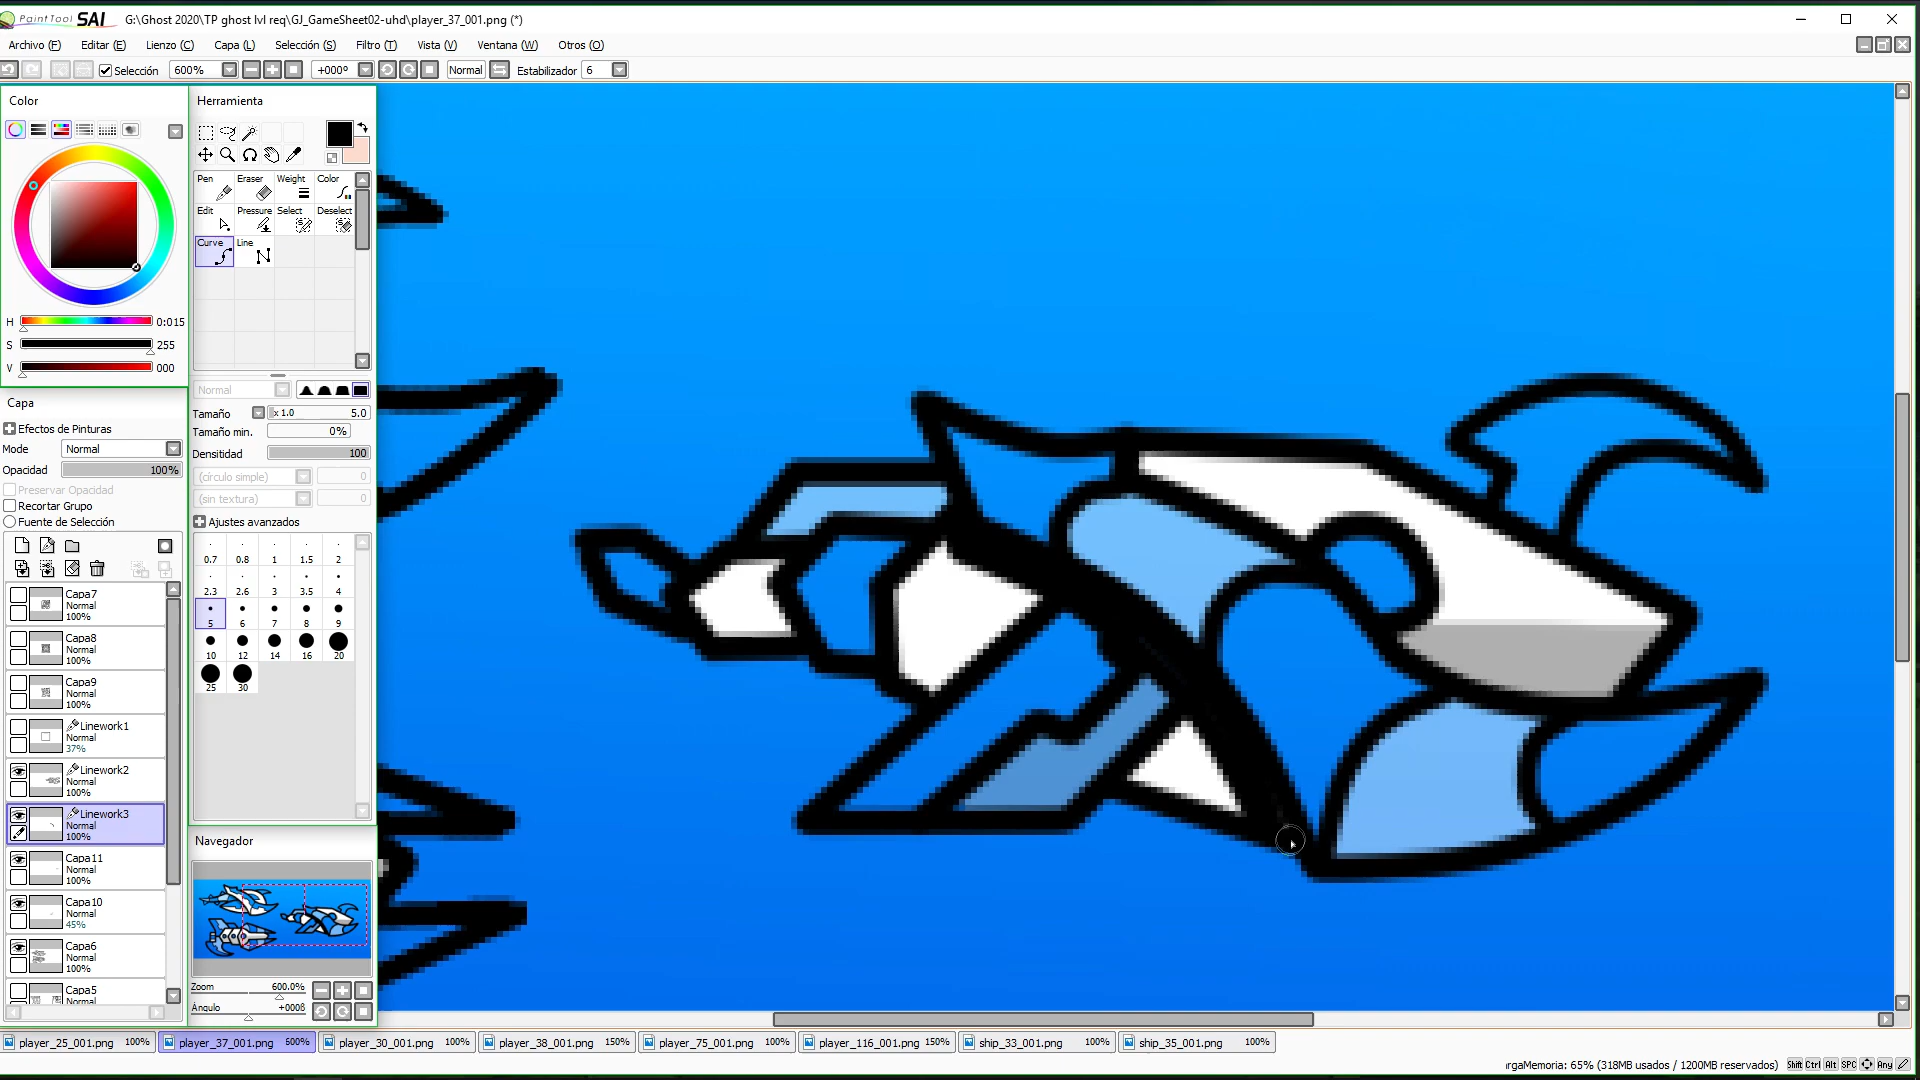 PaintTool SAI G:\Ghost 2020\TP ghost lvl req\GJ_GameSheet02-uhd\player_37_001.png (*)
Archivo (F) Editar (E) Lienzo (C) Capa (L) Selección (S) Filtro (T) Vista (V) Ventana (W) Otros (O)
Selección 600% +000º Normal Estabilizador 6
Color
H 0:015
S 255
V 000
Capa
Efectos de Pinturas
Mode Normal
Opacidad 100%
Preservar Opacidad
Recortar Grupo
Fuente de Selección
Capa7
Normal
100%
Capa8
Normal
100%
Capa9
Normal
100%
Linework1
Normal
37%
Linework2
Normal
100%
Linework3
Normal
100%
Capa11
Normal
100%
Capa10
Normal
45%
Capa6
Normal
100%
Capa5
Normal
Herramienta
Pen Eraser Weight Color
Edit Pressure Select Deselect
Curve Line
Normal
Tamaño x 1.0 5.0
Tamaño min. 0%
Densitidad 100
(círculo simple) 0
(sin textura) 0
Ajustes avanzados
0.7 0.8 1 1.5 2
2.3 2.6 3 3.5 4
5 6 7 8 9
10 12 14 16 20
25 30
Navegador
Zoom 600.0%
Angulo +000ß
player_25_001.png 100% player_37_001.png 600% player_30_001.png 100% player_38_001.png 150% player_75_001.png 100% player_116_001.png 150% ship_33_001.png 100% ship_35_001.png 100%
rgaMemoria: 65% (318MB usados / 1200MB reservados) Shift Ctrl Alt SPC Any